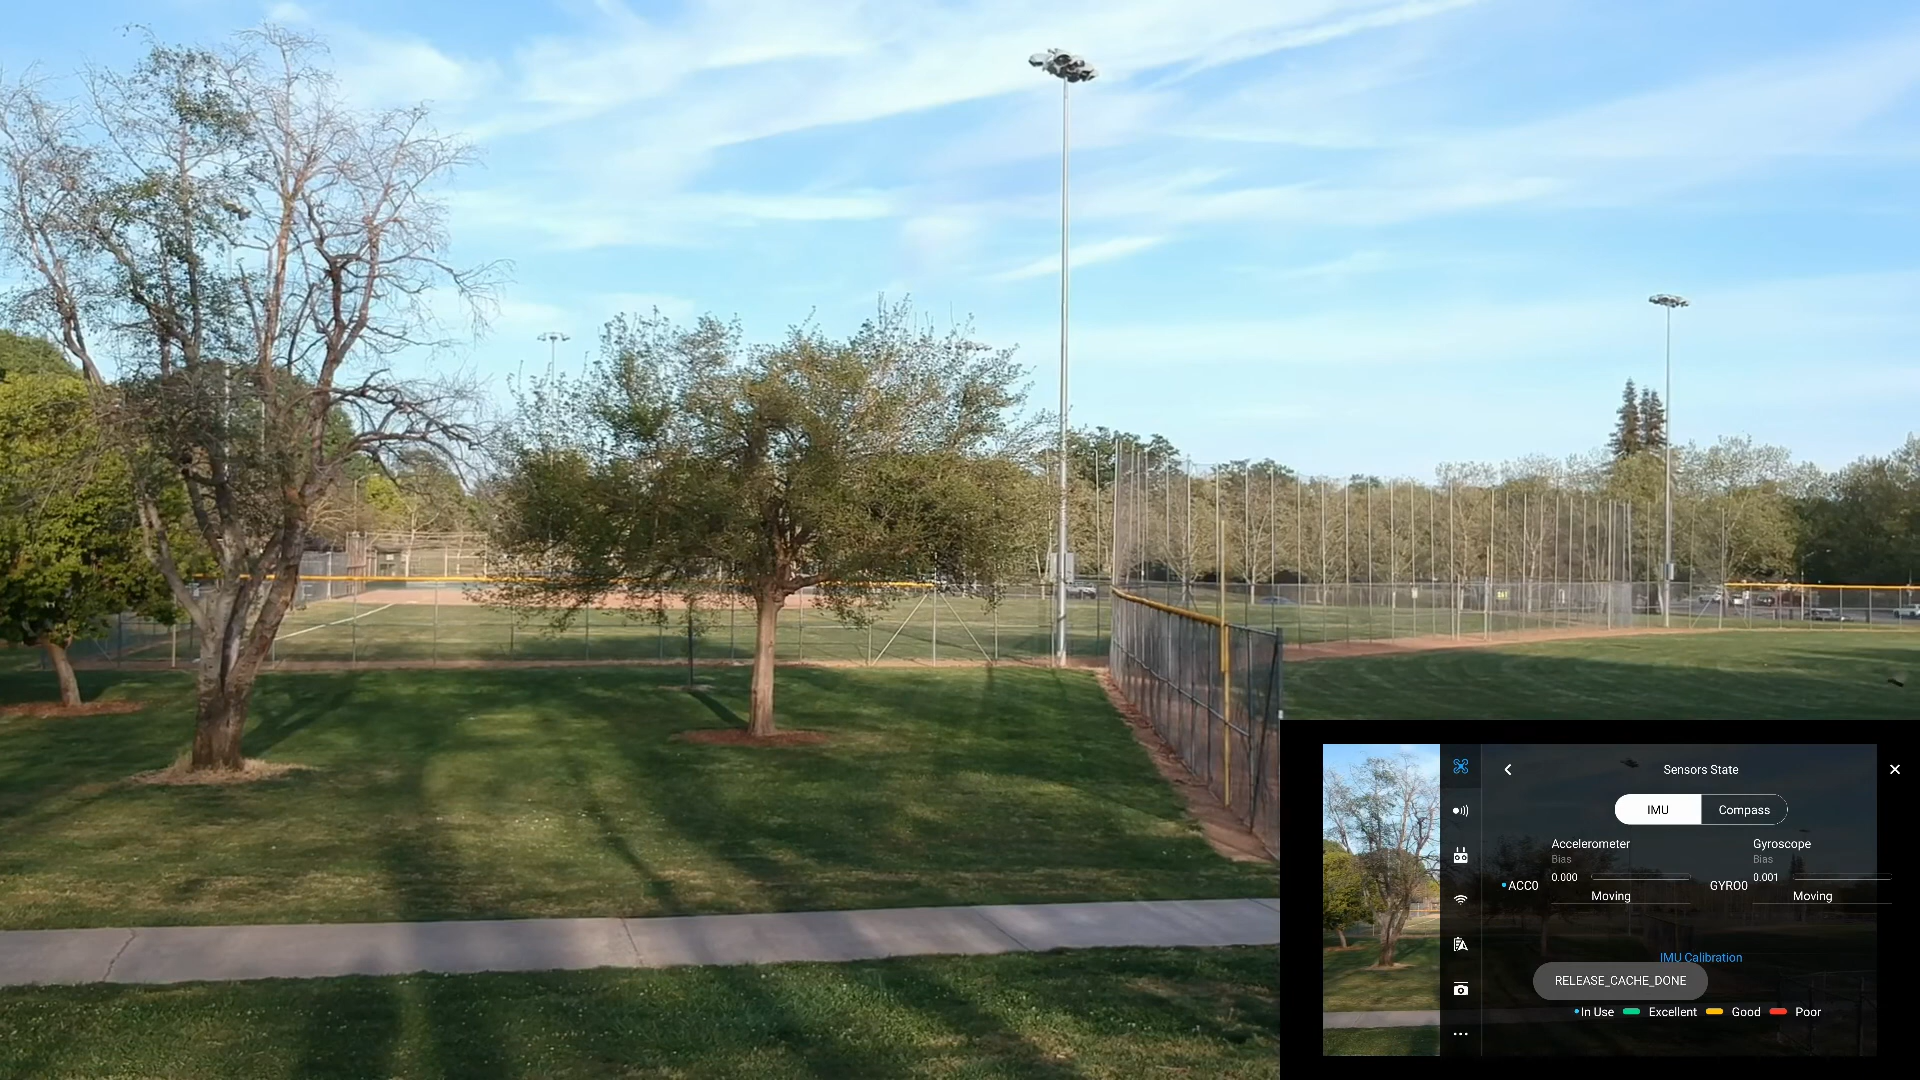 Sensors State
IMU
Compass
Accelerometer
Gyroscope
Bias
Bias
0.000
0.001
ACC0
GYRO0
Moving
Moving
IMU Calibration
RELEASE_CACHE_DONE
In Use
Excellent
Good
Poor